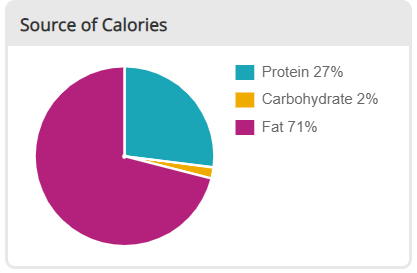 Source of Calories
Protein 27%
Carbohydrate 2%
Fat 71%